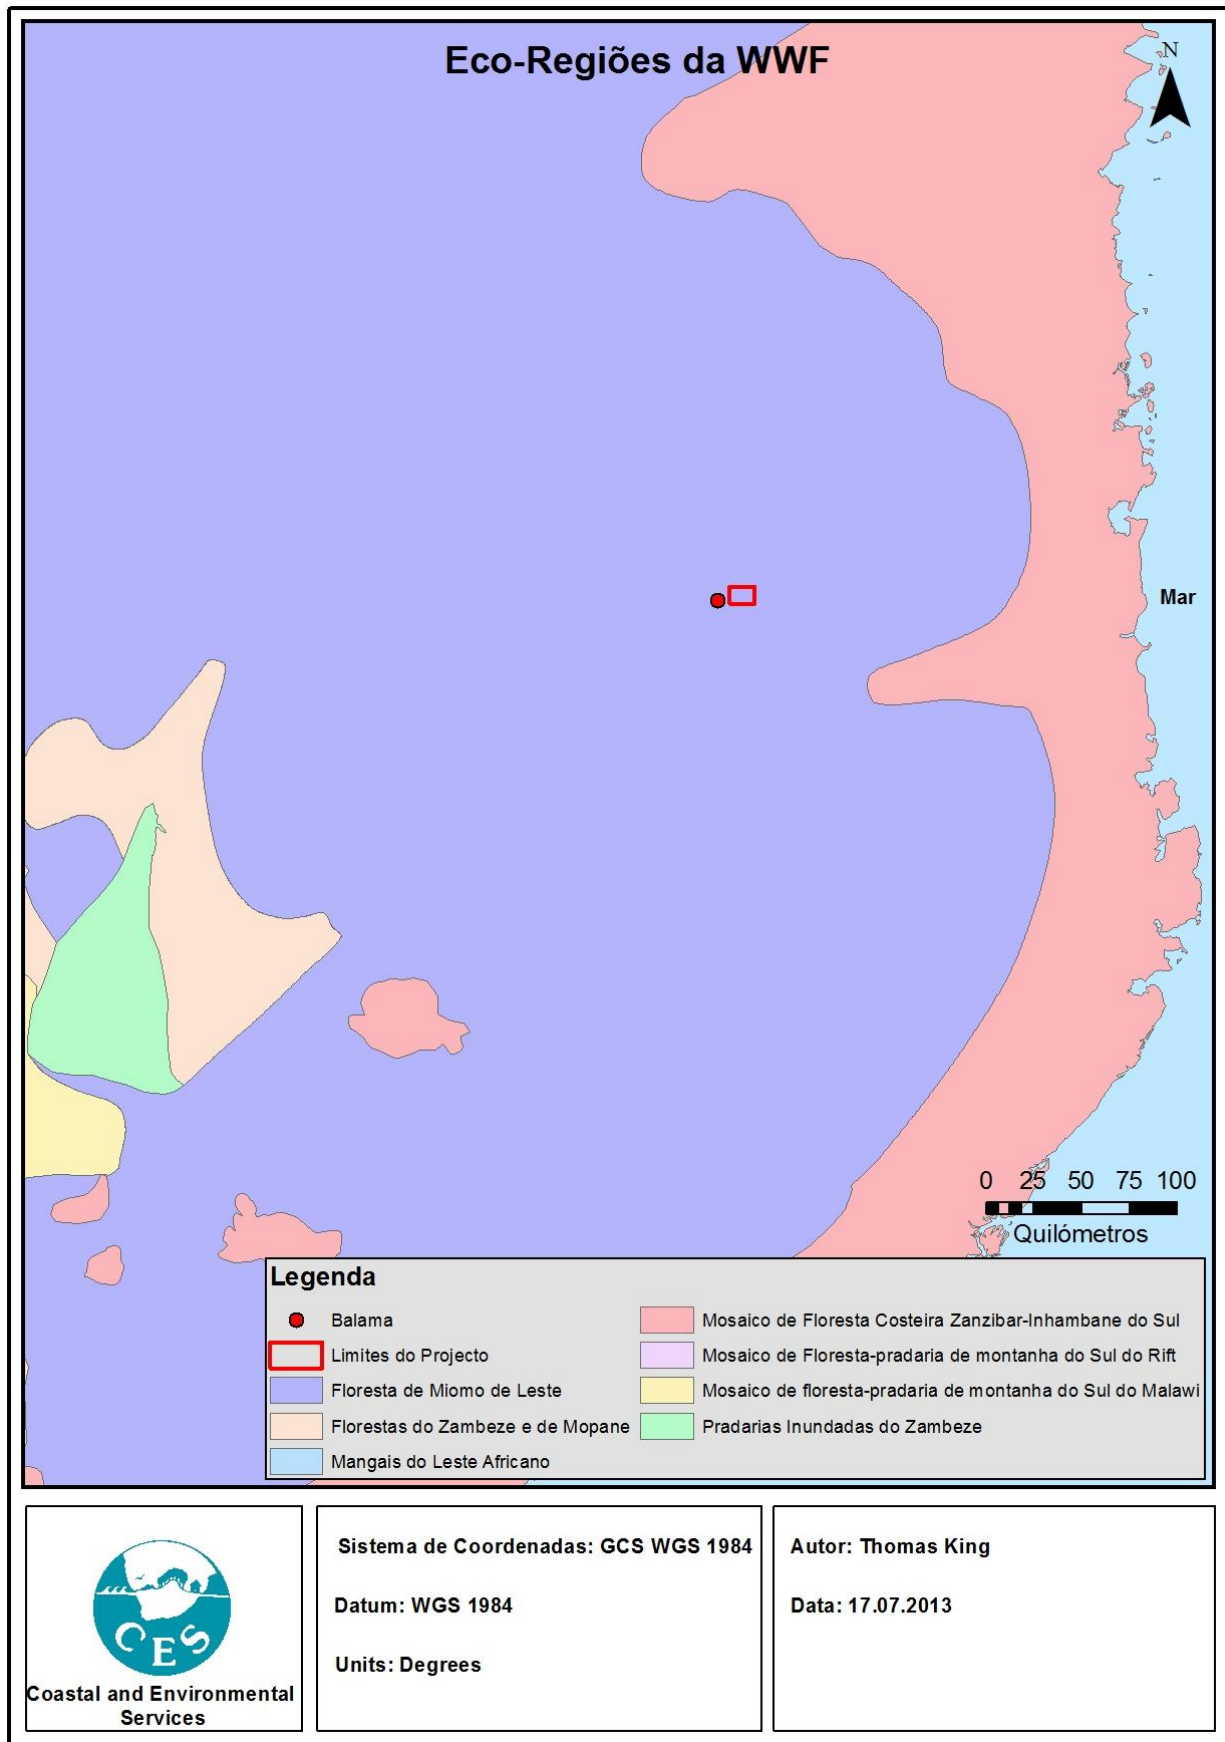 Eco-Regiões da WWF
N
Mar
0 25 50 75 100
Quilómetros
Legenda
Balama
Limites do Projecto
Floresta de Miomo de Leste
Florestas do Zambeze e de Mopane
Mangais do Leste Africano
Mosaico de Floresta Costeira Zanzibar-Inhambane do Sul
Mosaico de Floresta-pradaria de montanha do Sul do Rift
Mosaico de floresta-pradaria de montanha do Sul do Malawi
Pradarias Inundadas do Zambeze
CES
Coastal and Environmental
Services
Sistema de Coordenadas: GCS WGS 1984
Datum: WGS 1984
Units: Degrees
Autor: Thomas King
Data: 17.07.2013